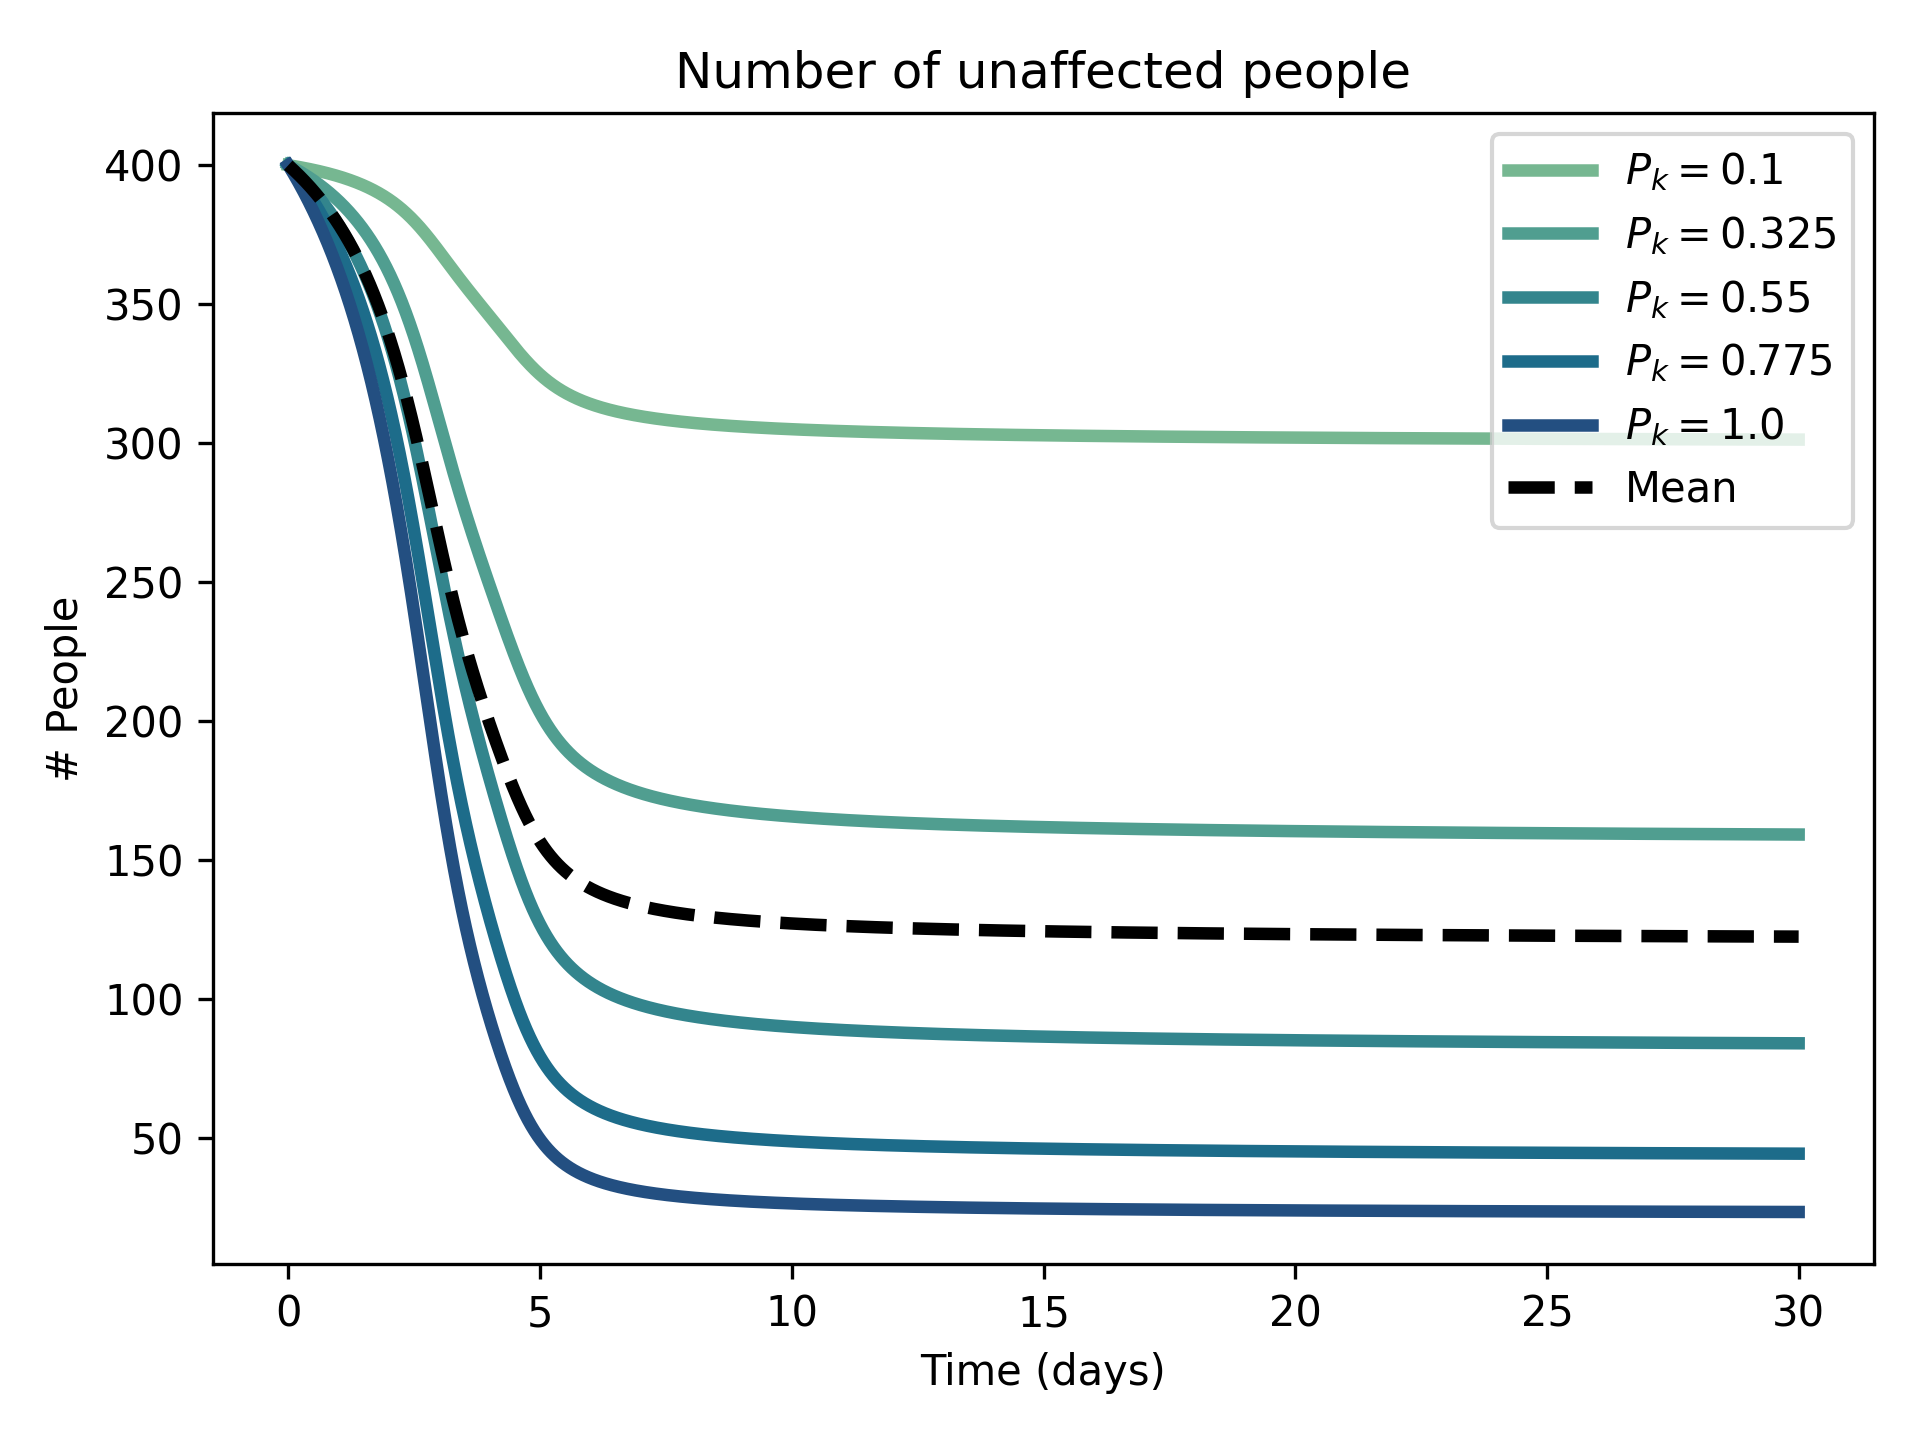 Number of unaffected people
400
350
300
250
200
150
100
50
# People
P_k = 0.1
P_k = 0.325
P_k = 0.55
P_k = 0.775
P_k = 1.0
Mean
0 5 10 15 20 25 30
Time (days)